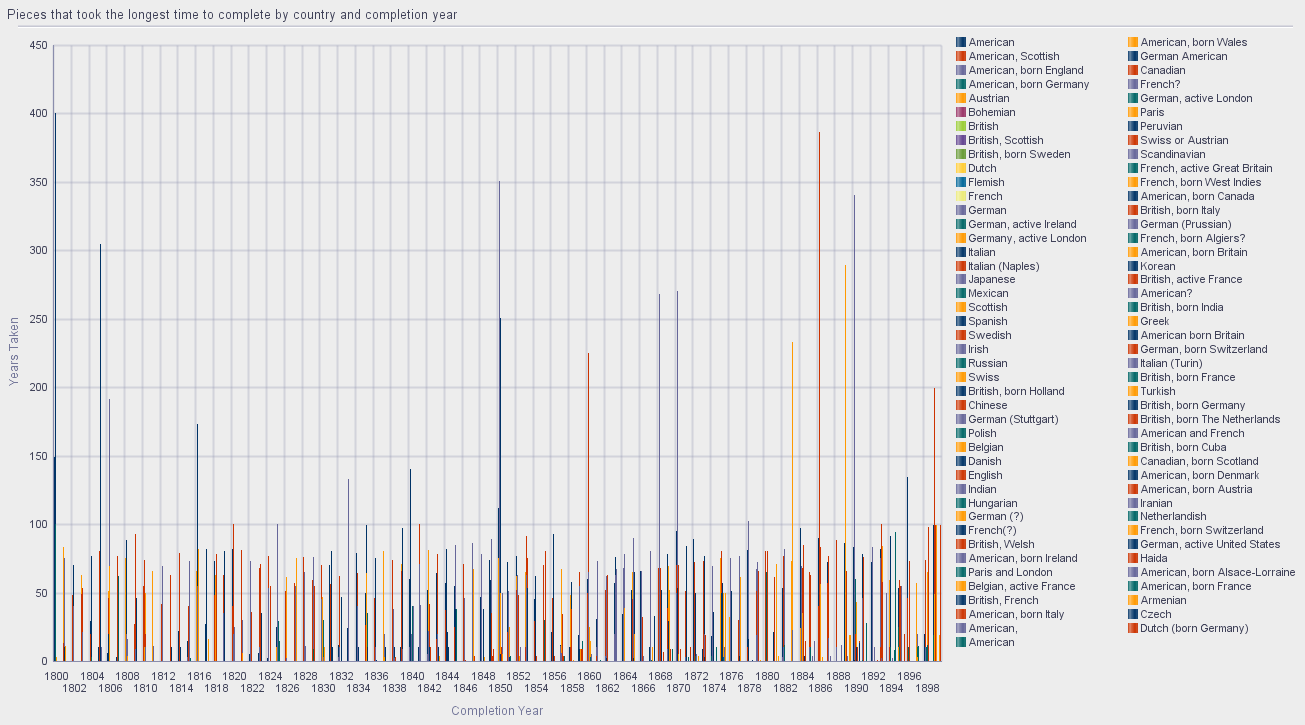 Pieces that took the longest time to complete by country and completion year
450
400
350
300
250
200
150
100
50
0
Years Taken
1800 1804 1808 1810 1814 1818 1822 1826 1830 1834 1836 1840 1844 1848 1850 1854 1858 1862 1866 1868 1872 1876 1880 1884 1888 1892 1896
1802 1806 1810 1814 1816 1820 1824 1828 1830 1834 1838 1842 1846 1850 1852 1856 1858 1862 1864 1870 1874 1878 1882 1886 1890 1894 1898
Completion Year
American
American, Scottish
American, born England
American, born Germany
Austrian
Bohemian
British
British, Scottish
British, born Sweden
Dutch
Flemish
French
German
German, active Ireland
Germany, active London
Italian
Italian (Naples)
Japanese
Mexican
Scottish
Spanish
Swedish
Irish
Russian
Swiss
British, born Holland
Chinese
German (Stuttgart)
Polish
Belgian
Danish
English
Indian
Hungarian
German (?)
French(?)
British, Welsh
American, born Ireland
Paris and London
Belgian, active France
British, French
American, born Italy
American,
American
American, born Wales
German American
Canadian
French?
German, active London
Paris
Peruvian
Swiss or Austrian
Scandinavian
French, active Great Britain
French, born West Indies
American, born Canada
British, born Italy
German (Prussian)
French, born Algiers?
American, born Britain
Korean
British, active France
American?
British, born India
Greek
American born Britain
German, born Switzerland
Italian (Turin)
British, born France
Turkish
British, born Germany
British, born The Netherlands
American and French
British, born Cuba
Canadian, born Scotland
American, born Denmark
American, born Austria
Iranian
Netherlandish
French, born Switzerland
German, active United States
Haida
American, born Alsace-Lorraine
American, born France
Armenian
Czech
Dutch (born Germany)